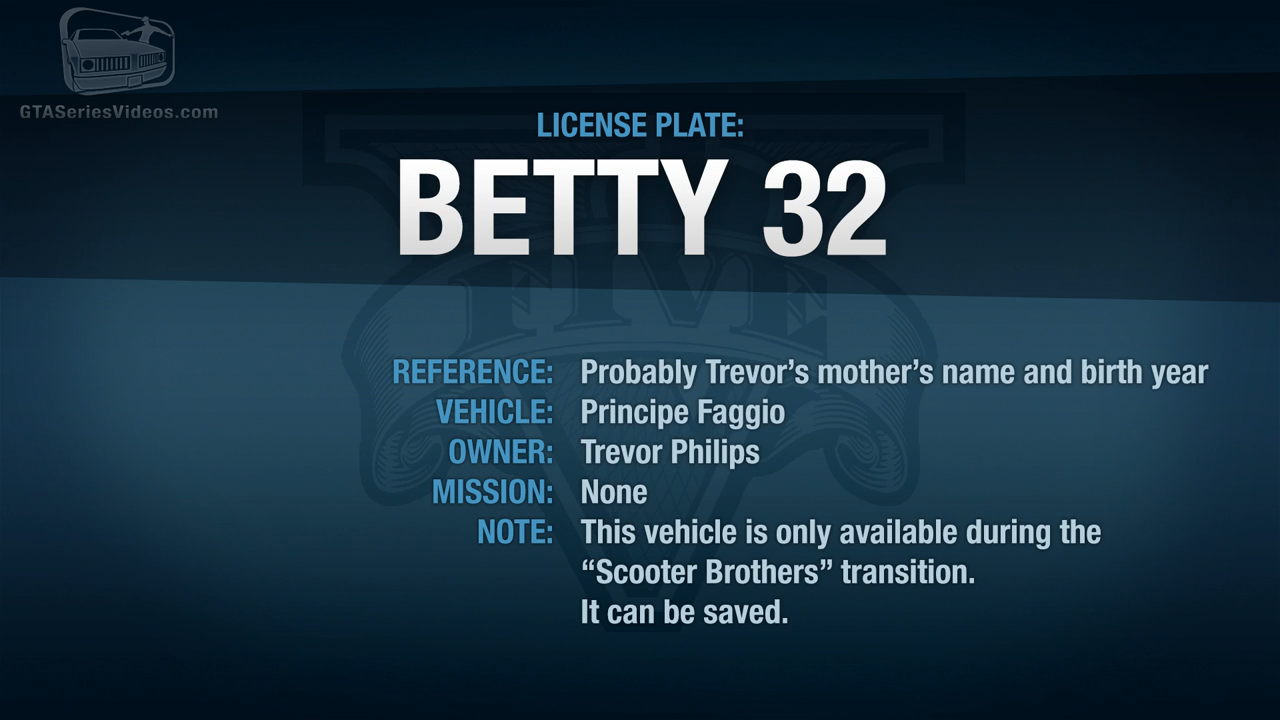 GTASeriesVideos.com
LICENSE PLATE:
BETTY 32
FIVE
REFERENCE: Probably Trevor’s mother’s name and birth year
VEHICLE: Principe Faggio
OWNER: Trevor Philips
MISSION: None
NOTE: This vehicle is only available during the
“Scooter Brothers” transition.
It can be saved.